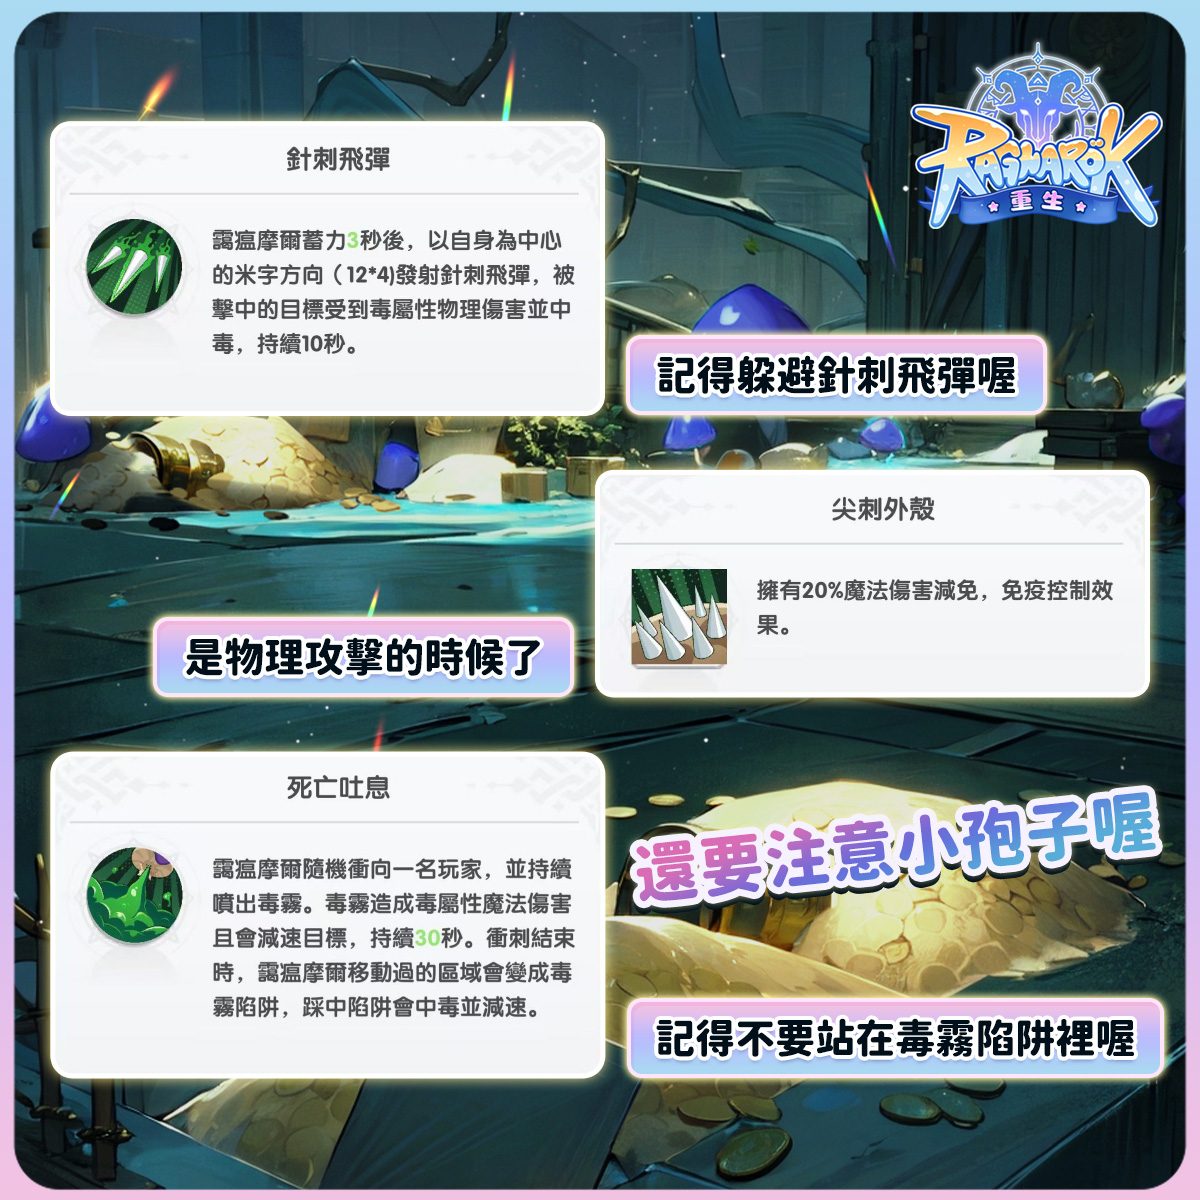 RAGNARÖK
重生
針刺飛彈
靄瘟摩爾蓄力3秒後，以自身為中心
的米字方向（12*4)發射針刺飛彈，被
擊中的目標受到毒屬性物理傷害並中
毒，持續10秒。
記得躲避針刺飛彈喔
尖刺外殼
擁有20%魔法傷害減免，免疫控制效
果。
是物理攻擊的時候了
死亡吐息
靄瘟摩爾隨機衝向一名玩家，並持續
噴出毒霧。毒霧造成毒屬性魔法傷害
且會減速目標，持續30秒。衝刺結束
時，靄瘟摩爾移動過的區域會變成毒
霧陷阱，踩中陷阱會中毒並減速。
還要注意小孢子喔
記得不要站在毒霧陷阱裡喔